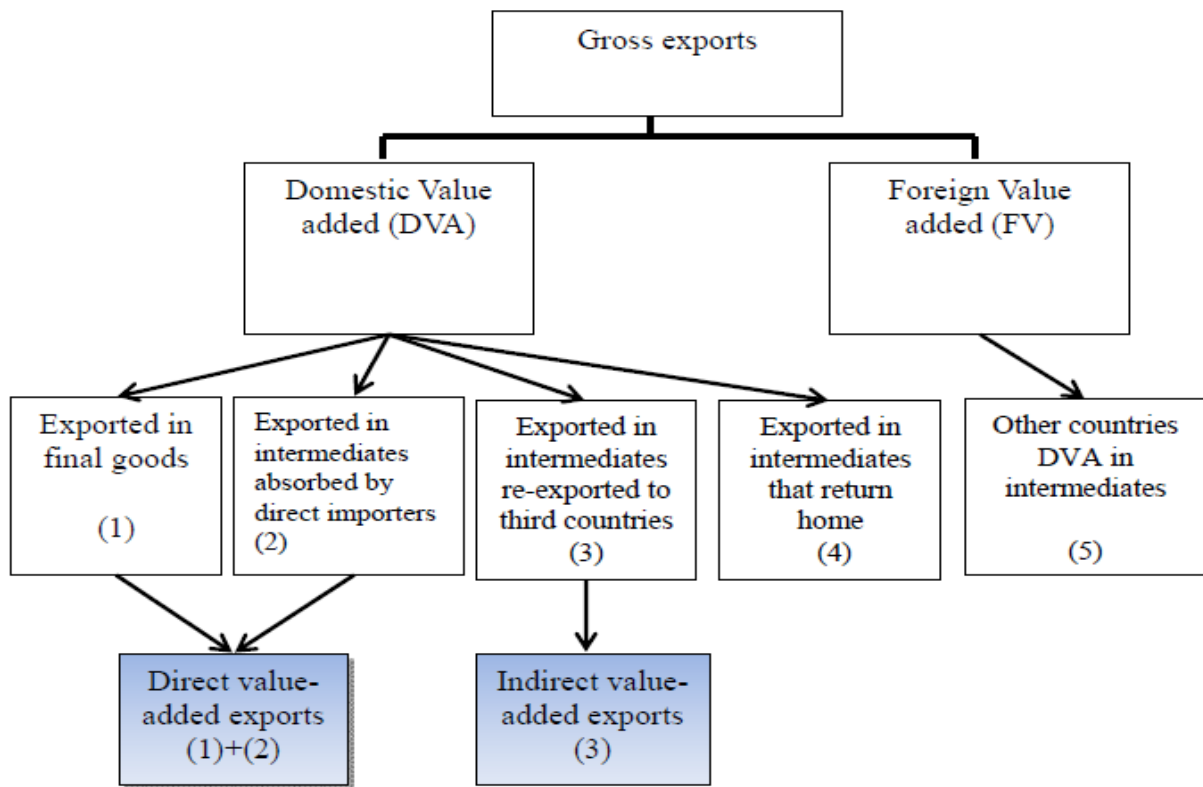 Gross exports
Domestic Value
added (DVA)
Foreign Value
added (FV)
Exported in
final goods
(1)
Exported in
intermediates
absorbed by
direct importers
(2)
Exported in
intermediates
re-exported to
third countries
(3)
Exported in
intermediates
that return
home
(4)
Other countries
DVA in
intermediates
(5)
Direct value-
added exports
(1)+(2)
Indirect value-
added exports
(3)